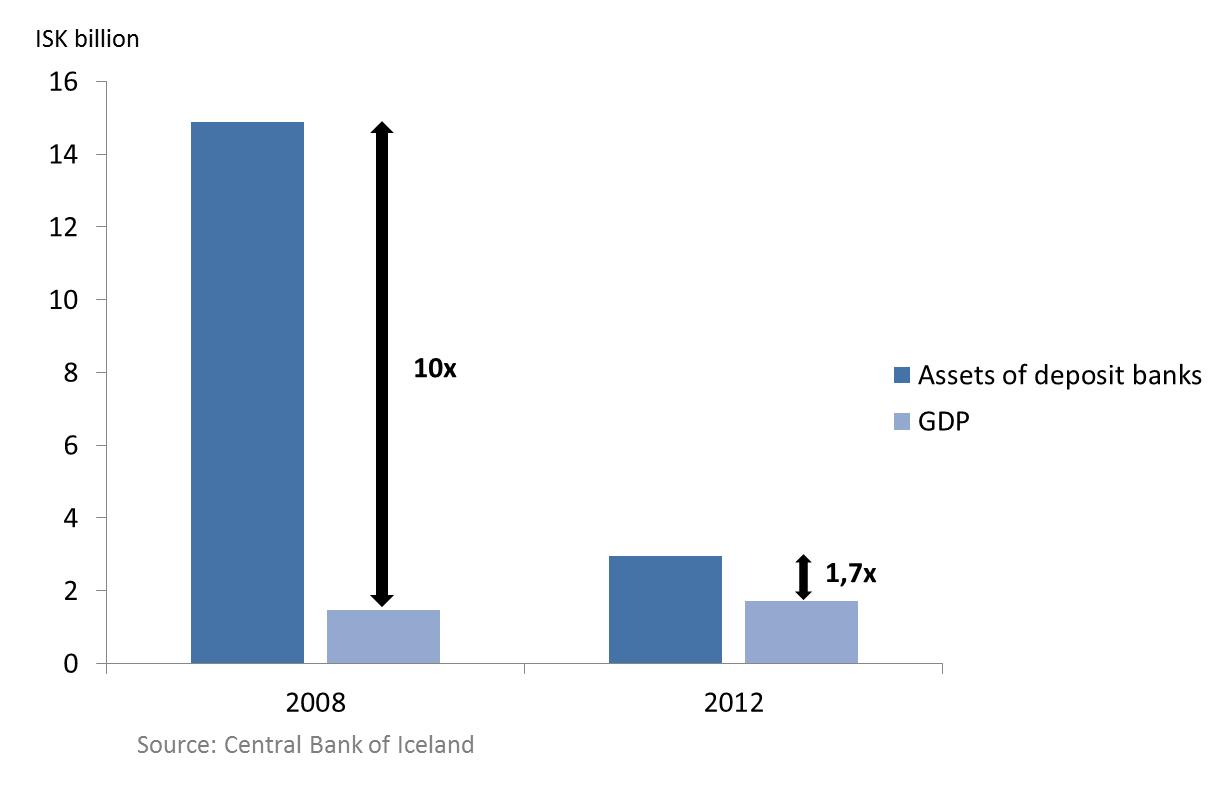 ISK billion
16
14
12
10
8
6
4
2
0
10x
1,7x
Assets of deposit banks
GDP
2008
2012
Source: Central Bank of Iceland